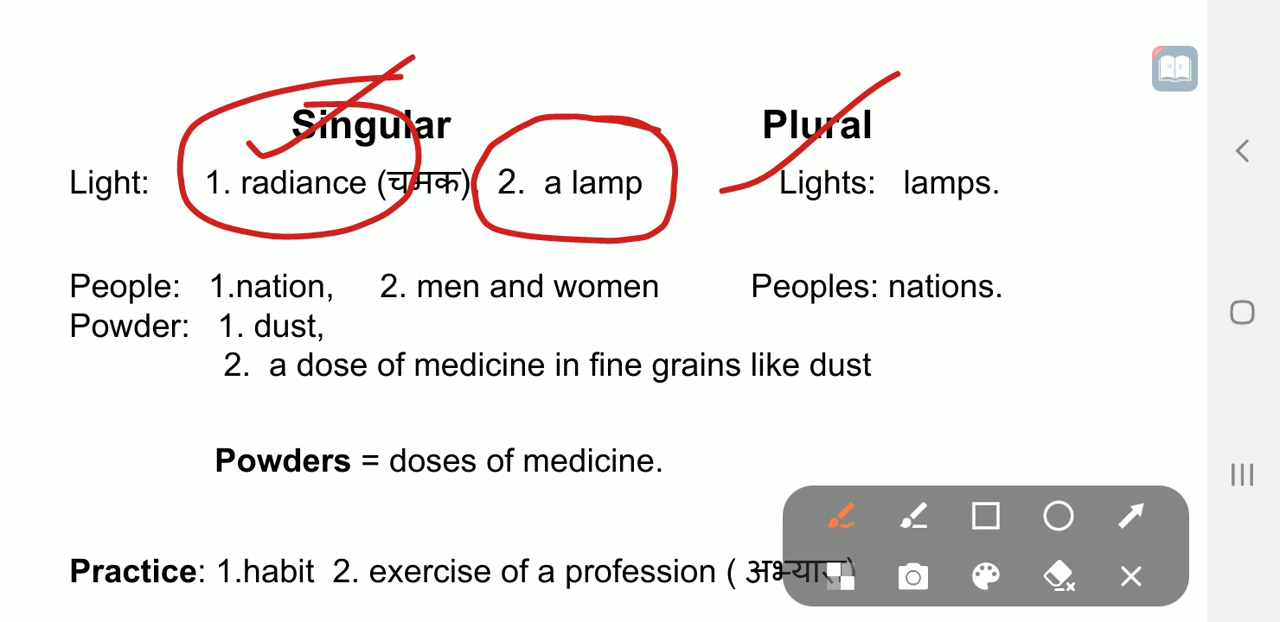 Singular Plural
Light: 1. radiance (चमक) 2. a lamp Lights: lamps.
People: 1.nation, 2. men and women Peoples: nations.
Powder: 1. dust,
2. a dose of medicine in fine grains like dust
Powders = doses of medicine.
Practice: 1.habit 2. exercise of a profession ( अभ्यास)